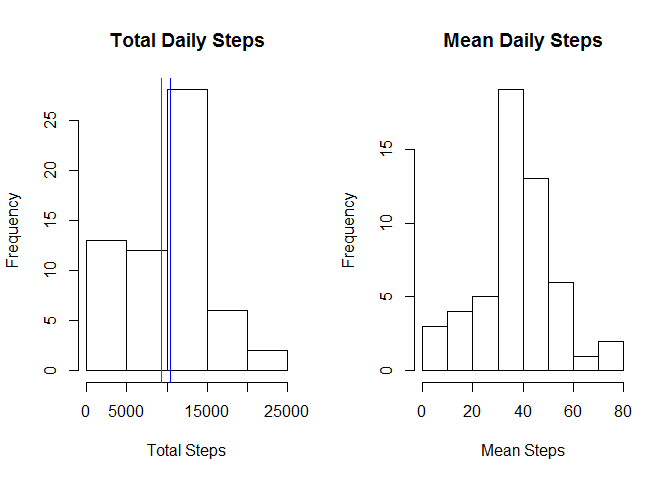 Total Daily Steps
Frequency
25
20
15
10
5
0
0 5000 15000 25000
Total Steps
Mean Daily Steps
Frequency
15
10
5
0
0 20 40 60 80
Mean Steps